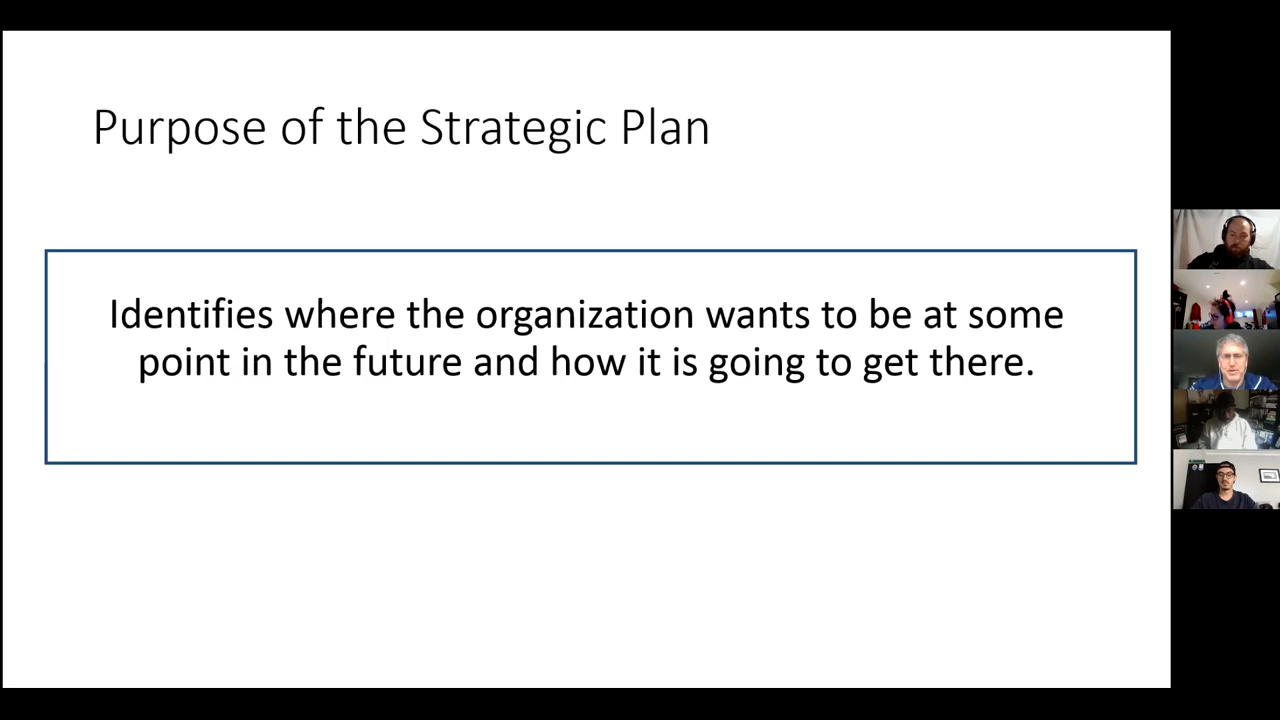 Purpose of the Strategic Plan
Identifies where the organization wants to be at some
point in the future and how it is going to get there.